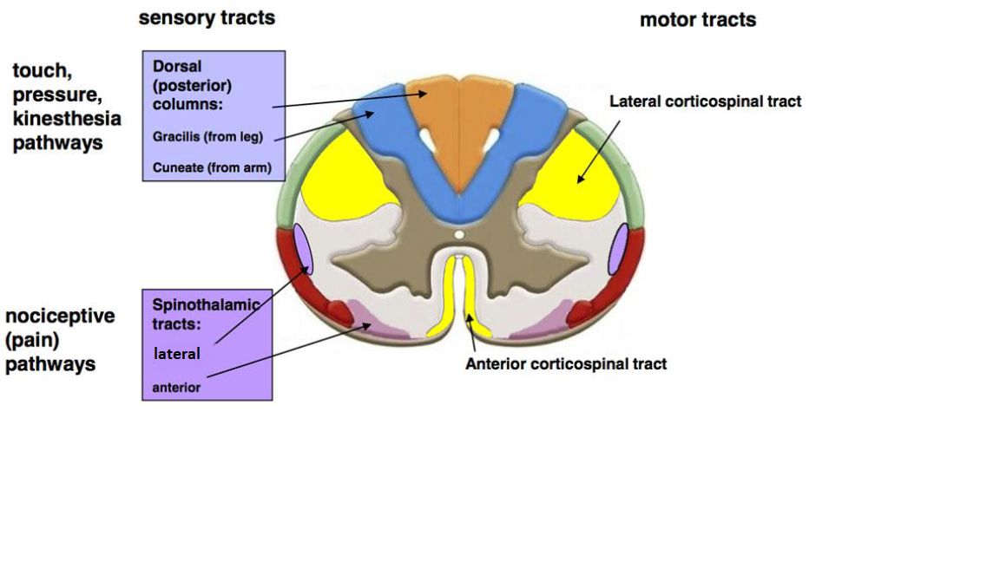 sensory tracts
motor tracts
touch,
pressure,
kinesthesia
pathways
Dorsal
(posterior)
columns:
Gracilis (from leg)
Cuneate (from arm)
Lateral corticospinal tract
nociceptive
(pain)
pathways
Spinothalamic
tracts:
lateral
anterior
Anterior corticospinal tract